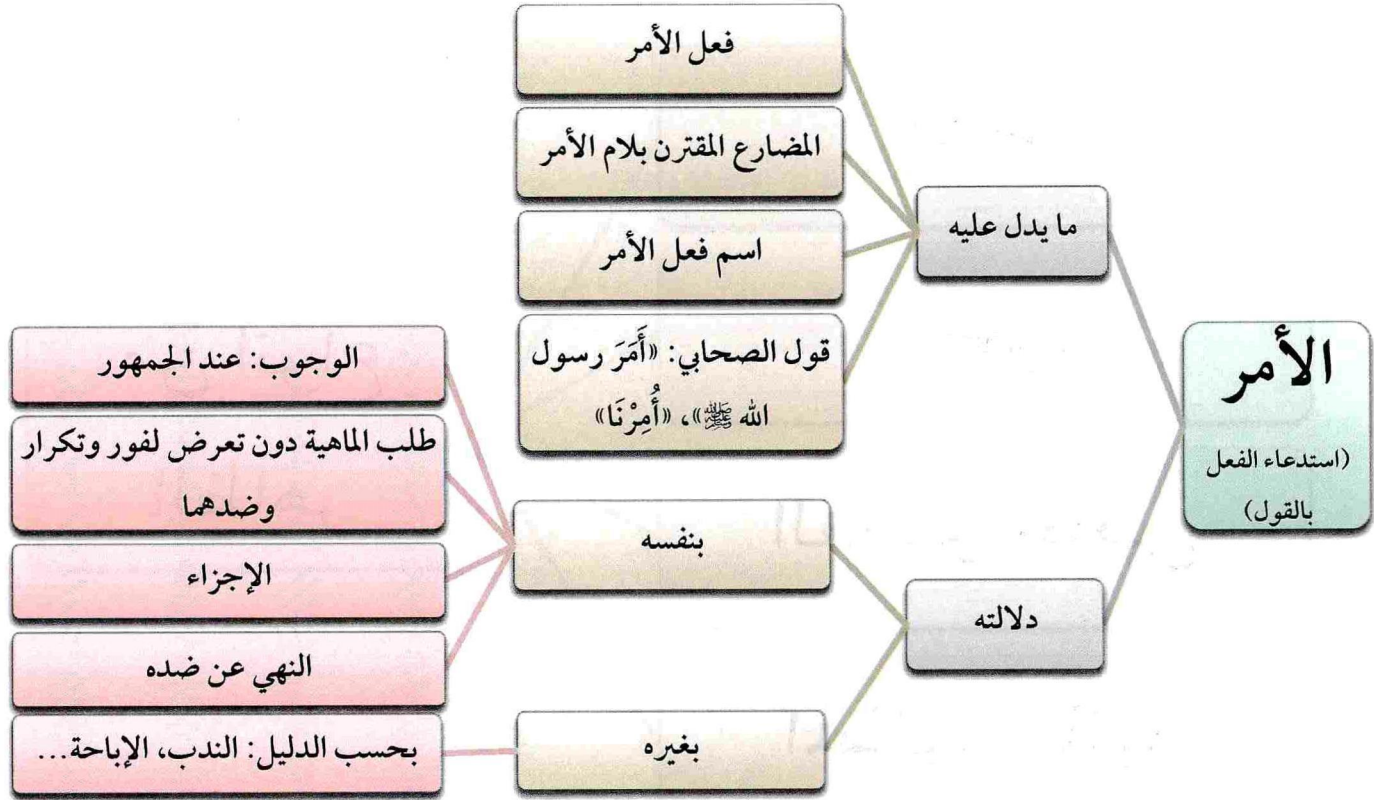 الأمر
(استدعاء الفعل
بالقول)
ما يدل عليه
فعل الأمر
المضارع المقترن بلام الأمر
اسم فعل الأمر
قول الصحابي: «أَمَرَ رسول
الله ﷺ»، «أُمِرْنَا»
دلالته
بنفسه
الوجوب: عند الجمهور
طلب الماهية دون تعرض لفور وتكرار
وضدهما
الإجزاء
النهي عن ضده
بغيره
بحسب الدليل: الندب، الإباحة...